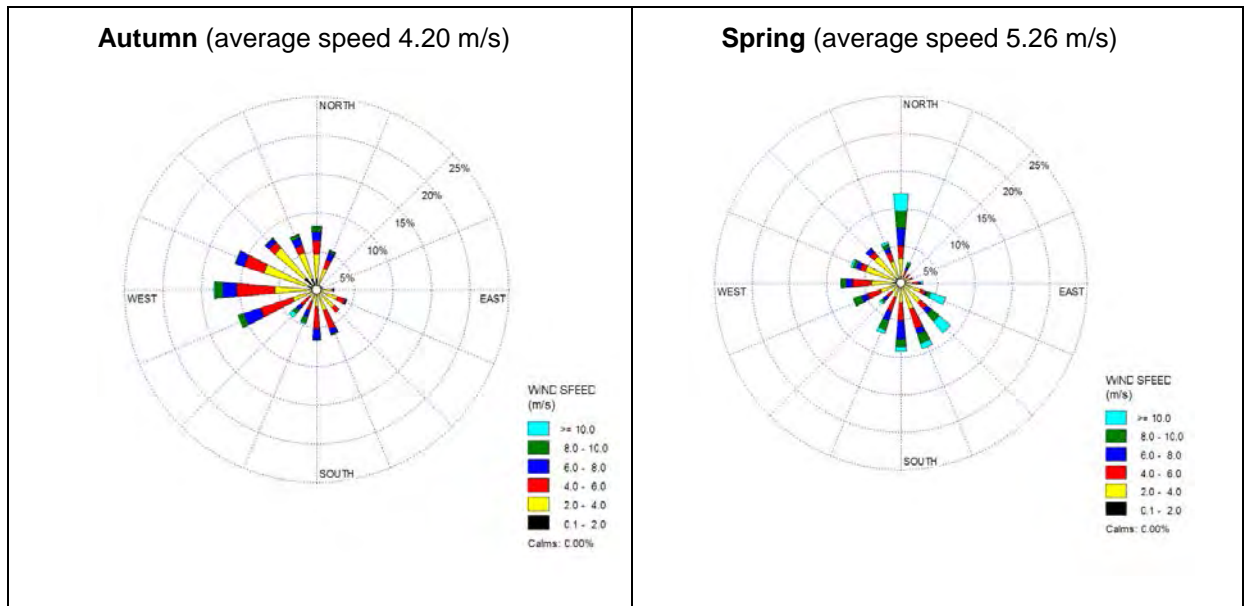 Autumn (average speed 4.20 m/s)
NORTH
25%
20%
15%
10%
5%
WEST
EAST
SOUTH
WIND SPEED
(m/s)
>= 10.0
8.0 - 10.0
6.0 - 8.0
4.0 - 6.0
2.0 - 4.0
0.1 - 2.0
Calms: 0.00%
Spring (average speed 5.26 m/s)
NORTH
25%
20%
15%
10%
5%
WEST
EAST
SOUTH
WIND SPEED
(m/s)
>= 10.0
8.0 - 10.0
6.0 - 8.0
4.0 - 6.0
2.0 - 4.0
0.1 - 2.0
Calms: 0.00%